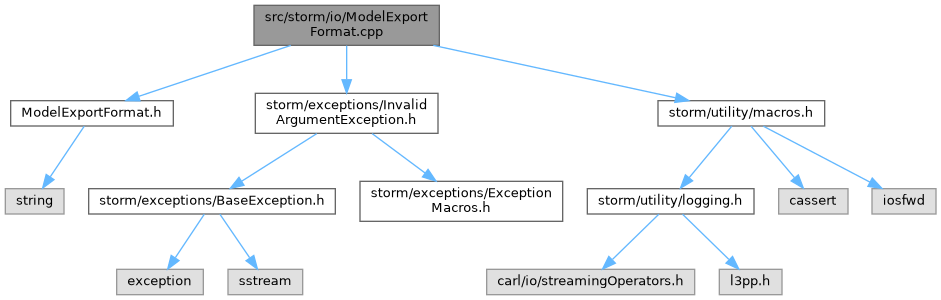 src/storm/io/ModelExport
Format.cpp
ModelExportFormat.h
storm/exceptions/Invalid
ArgumentException.h
storm/utility/macros.h
string
storm/exceptions/BaseException.h
storm/exceptions/Exception
Macros.h
storm/utility/logging.h
cassert
iosfwd
exception
sstream
carl/io/streamingOperators.h
l3pp.h